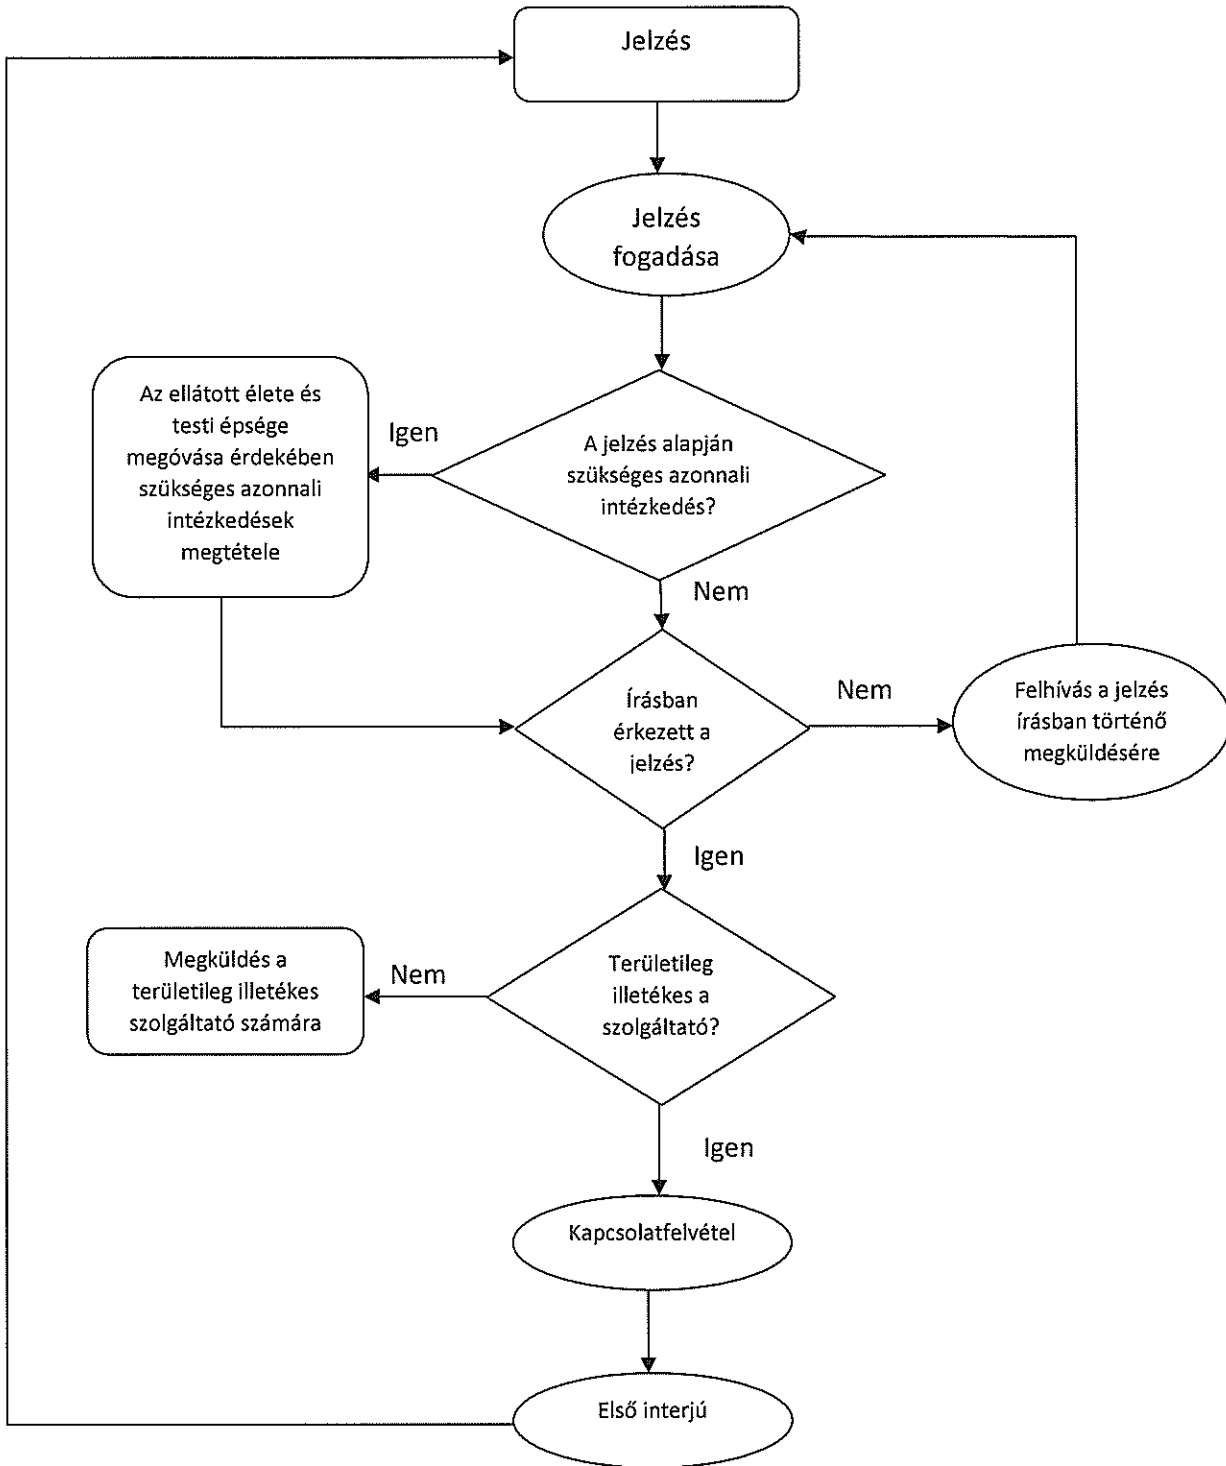 Jelzés
Jelzés
fogadása
Az ellátott élete és
testi épsége
megóvása érdekében
szükséges azonnali
intézkedések
megtétele
Igen
A jelzés alapján
szükséges azonnali
intézkedés?
Nem
Írásban
érkezett a
jelzés?
Nem
Felhívás a jelzés
írásban történő
megküldésére
Igen
Megküldés a
területileg illetékes
szolgáltató számára
Nem
Területileg
illetékes a
szolgáltató?
Igen
Kapcsolatfelvétel
Első interjú